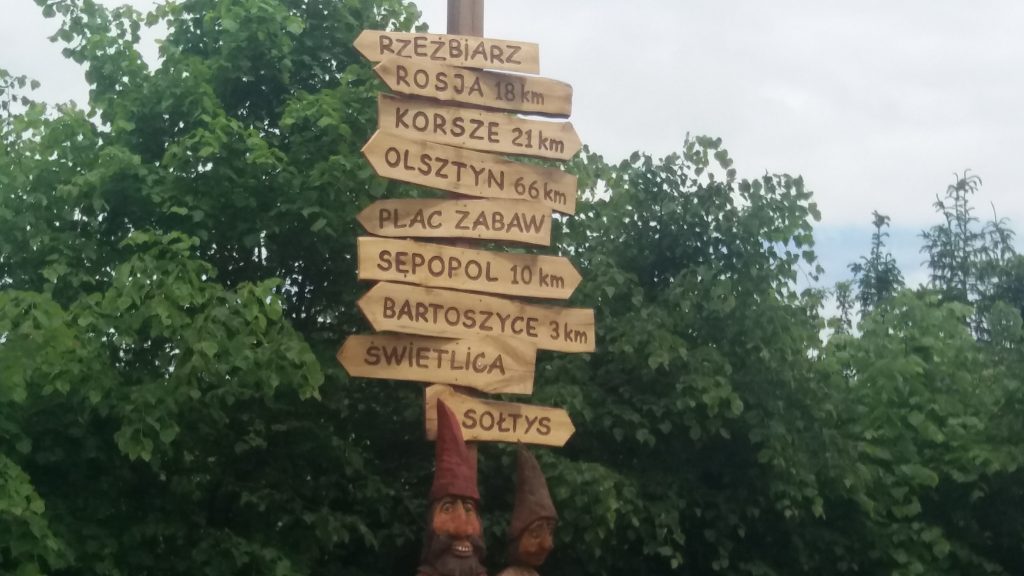 RZEŹBIARZ
ROSJA 18 km
KORSZE 21 km
OLSZTYN 66 km
PLAC ZABAW
SĘPOPOL 10 km
BARTOSZYCE 3 km
ŚWIETLICA
SOŁTYS